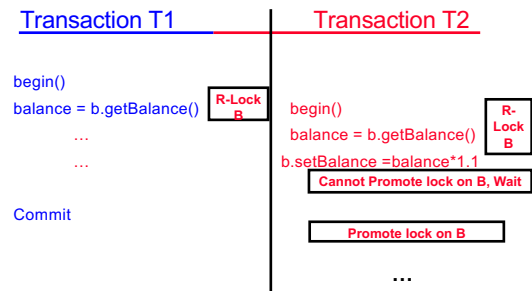 Transaction T1
Transaction T2
begin()
balance = b.getBalance()
R-Lock
B
…
…
Commit
begin()
balance = b.getBalance()
R-
Lock
B
b.setBalance =balance*1.1
Cannot Promote lock on B, Wait
Promote lock on B
…